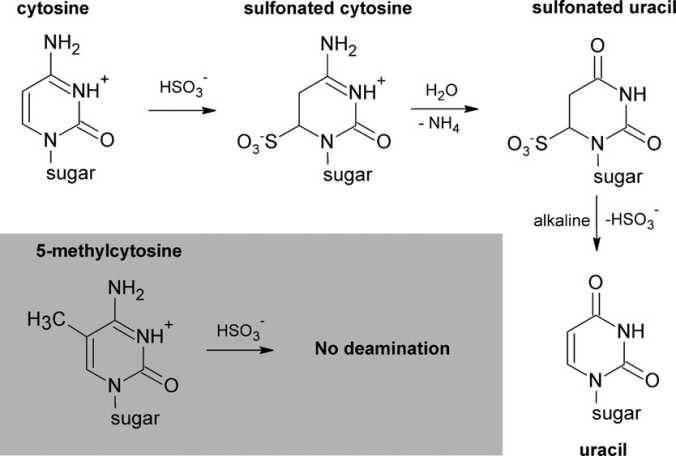 cytosine
sulfonated cytosine
sulfonated uracil
NH₂
NH⁺
N
O
sugar
HSO₃⁻
NH₂
NH⁺
N
O
O₃⁻S
sugar
H₂O
- NH₄
O
NH
N
O
O₃⁻S
sugar
alkaline
-HSO₃⁻
5-methylcytosine
NH₂
H₃C
NH⁺
N
O
sugar
HSO₃⁻
No deamination
O
NH
N
O
sugar
uracil